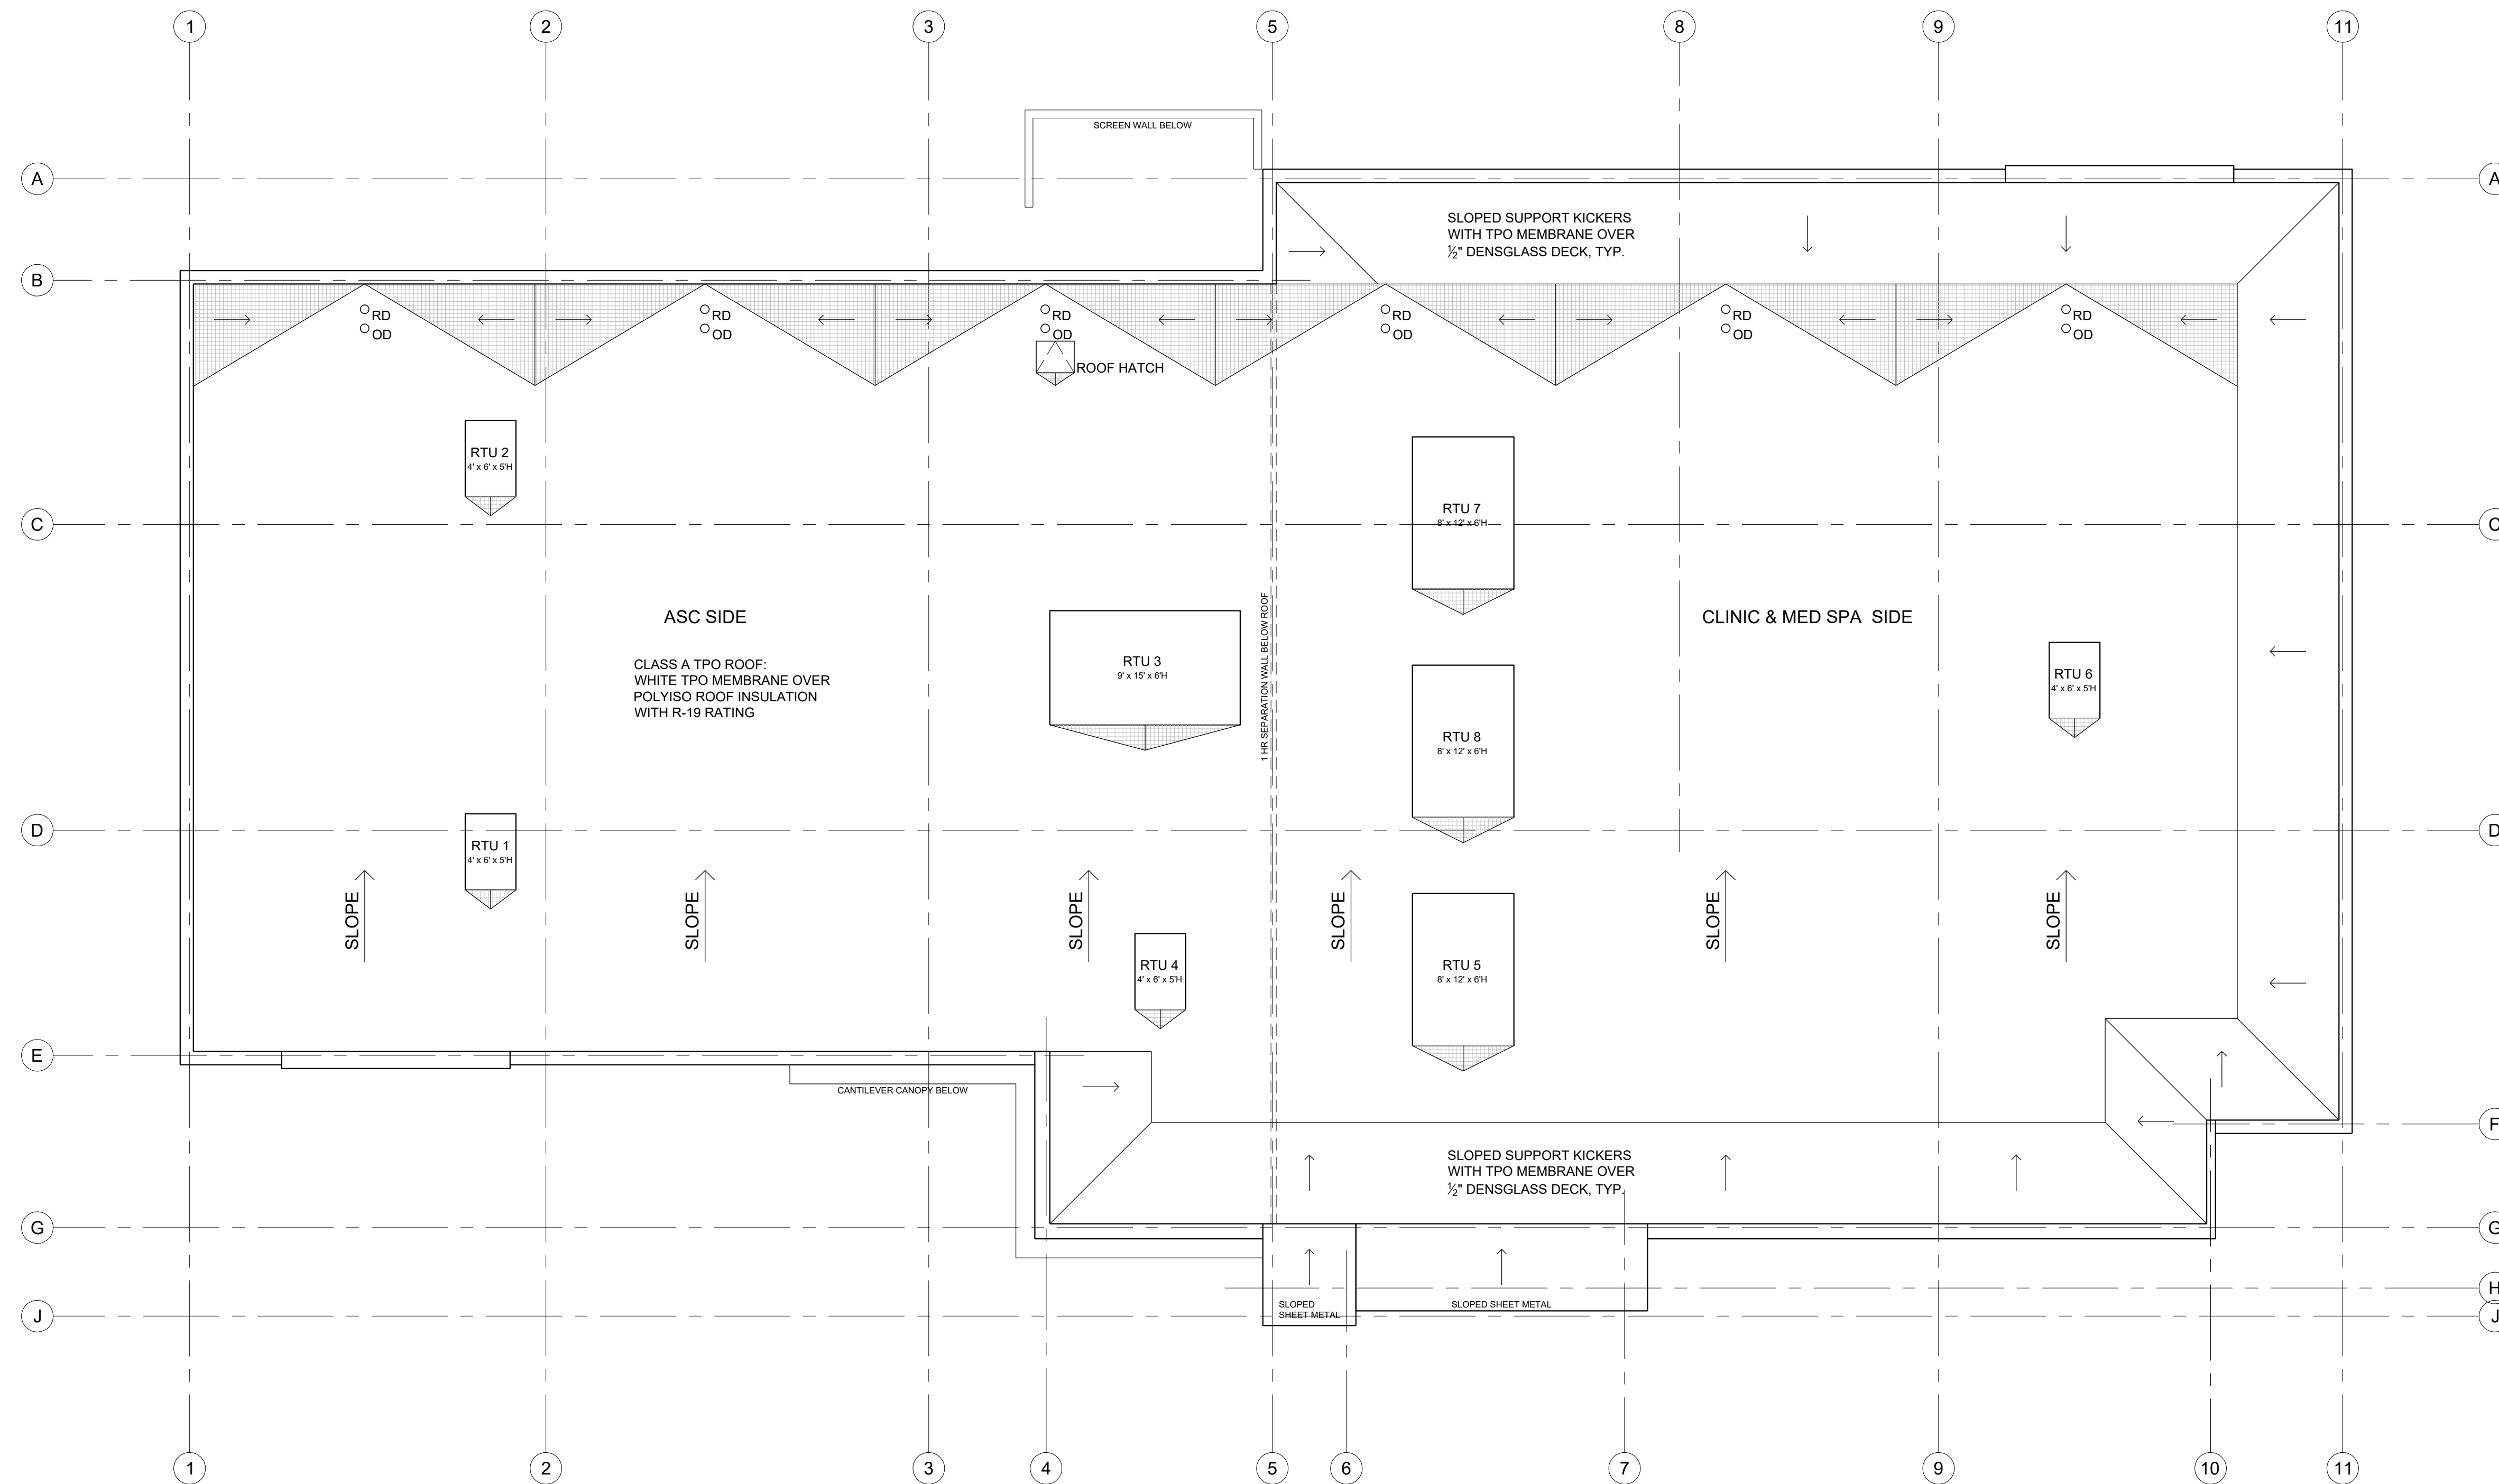 1 2 3 5 8 9 11
SCREEN WALL BELOW
A A
SLOPED SUPPORT KICKERS
WITH TPO MEMBRANE OVER
½" DENSGLASS DECK, TYP.
B
RD RD RD RD RD RD
OD OD OD OD OD OD
ROOF HATCH
RTU 2
4' x 6' x 5'H
RTU 7
8' x 12' x 6'H
C C
ASC SIDE
CLINIC & MED SPA SIDE
CLASS A TPO ROOF:
WHITE TPO MEMBRANE OVER
POLYISO ROOF INSULATION
WITH R-19 RATING
RTU 3
9' x 15' x 6'H
1 HR SEPARATION WALL BELOW ROOF
RTU 6
4' x 6' x 5'H
RTU 8
8' x 12' x 6'H
D D
RTU 1
4' x 6' x 5'H
SLOPE SLOPE SLOPE SLOPE SLOPE SLOPE
RTU 4
4' x 6' x 5'H
RTU 5
8' x 12' x 6'H
E
CANTILEVER CANOPY BELOW
F
SLOPED SUPPORT KICKERS
WITH TPO MEMBRANE OVER
½" DENSGLASS DECK, TYP.
G G
H
SLOPED
SHEET METAL
SLOPED SHEET METAL
J J
1 2 3 4 5 6 7 9 10 11